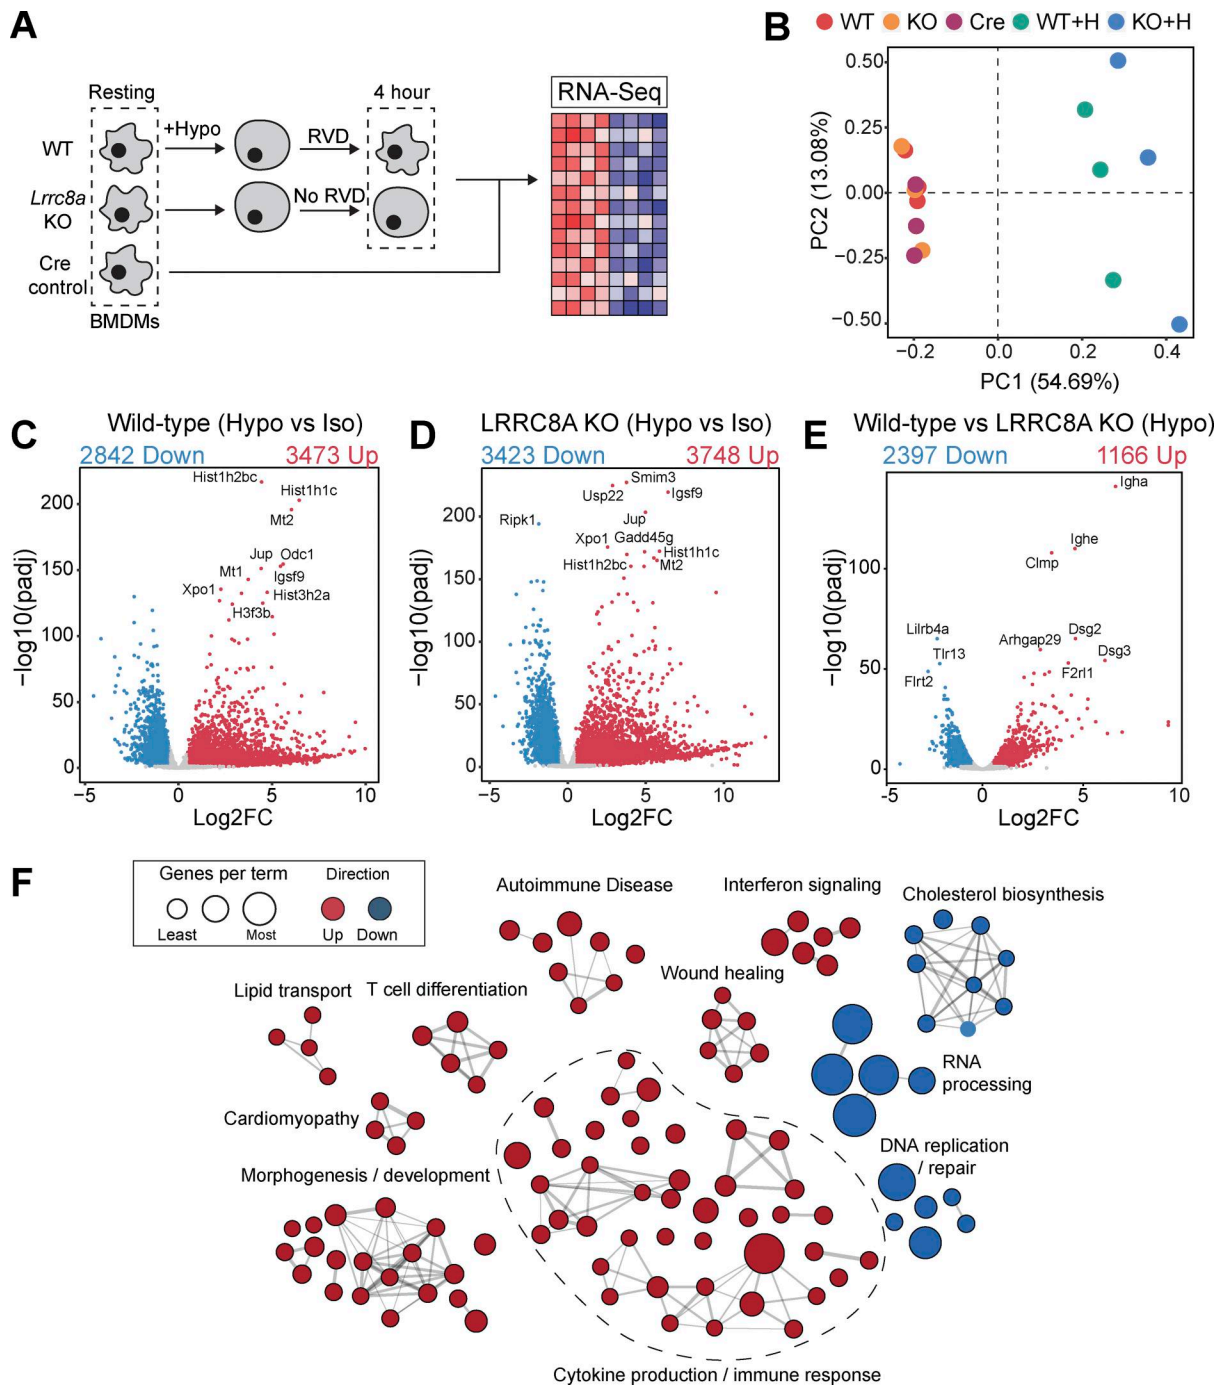 A
Resting
4 hour
+Hypo
RVD
WT
Lrrc8a
KO
No RVD
Cre
control
BMDMs
RNA-Seq
B
WT KO Cre WT+H KO+H
0.50
0.25
0.00
−0.25
−0.50
PC2 (13.08%)
−0.2 0.0 0.2 0.4
PC1 (54.69%)
C
Wild-type (Hypo vs Iso)
2842 Down 3473 Up
Hist1h2bc
Hist1h1c
Mt2
Jup
Odc1
Mt1
Igsf9
Xpo1
Hist3h2a
H3f3b
200
150
100
50
0
−log10(padj)
−5 0 5 10
Log2FC
D
LRRC8A KO (Hypo vs Iso)
3423 Down 3748 Up
Smim3
Usp22
Igsf9
Ripk1
Jup
Xpo1
Gadd45g
Hist1h1c
Hist1h2bc
Mt2
200
150
100
50
0
−log10(padj)
−5 0 5 10
Log2FC
E
Wild-type vs LRRC8A KO (Hypo)
2397 Down 1166 Up
Igha
Ighe
Clmp
Lilrb4a
Dsg2
Arhgap29
Tlr13
Dsg3
Flrt2
F2rl1
100
50
0
−log10(padj)
−5 0 5 10
Log2FC
F
Genes per term
Direction
Least
Most
Up
Down
Autoimmune Disease
Interferon signaling
Cholesterol biosynthesis
Wound healing
Lipid transport
T cell differentiation
RNA
processing
Cardiomyopathy
DNA replication
/ repair
Morphogenesis / development
Cytokine production / immune response